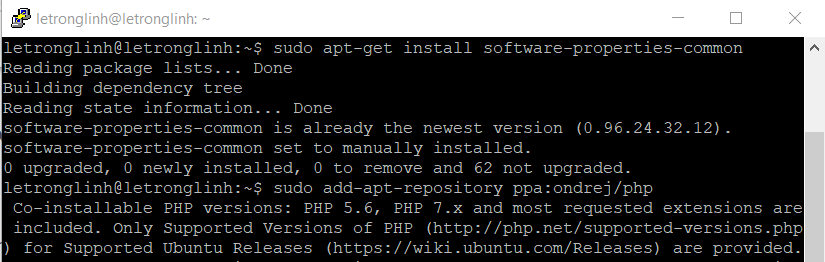 letronglinh@letronglinh: ~
letronglinh@letronglinh:~$ sudo apt-get install software-properties-common
Reading package lists... Done
Building dependency tree
Reading state information... Done
software-properties-common is already the newest version (0.96.24.32.12).
software-properties-common set to manually installed.
0 upgraded, 0 newly installed, 0 to remove and 62 not upgraded.
letronglinh@letronglinh:~$ sudo add-apt-repository ppa:ondrej/php
Co-installable PHP versions: PHP 5.6, PHP 7.x and most requested extensions are
included. Only Supported Versions of PHP (http://php.net/supported-versions.php
) for Supported Ubuntu Releases (https://wiki.ubuntu.com/Releases) are provided.